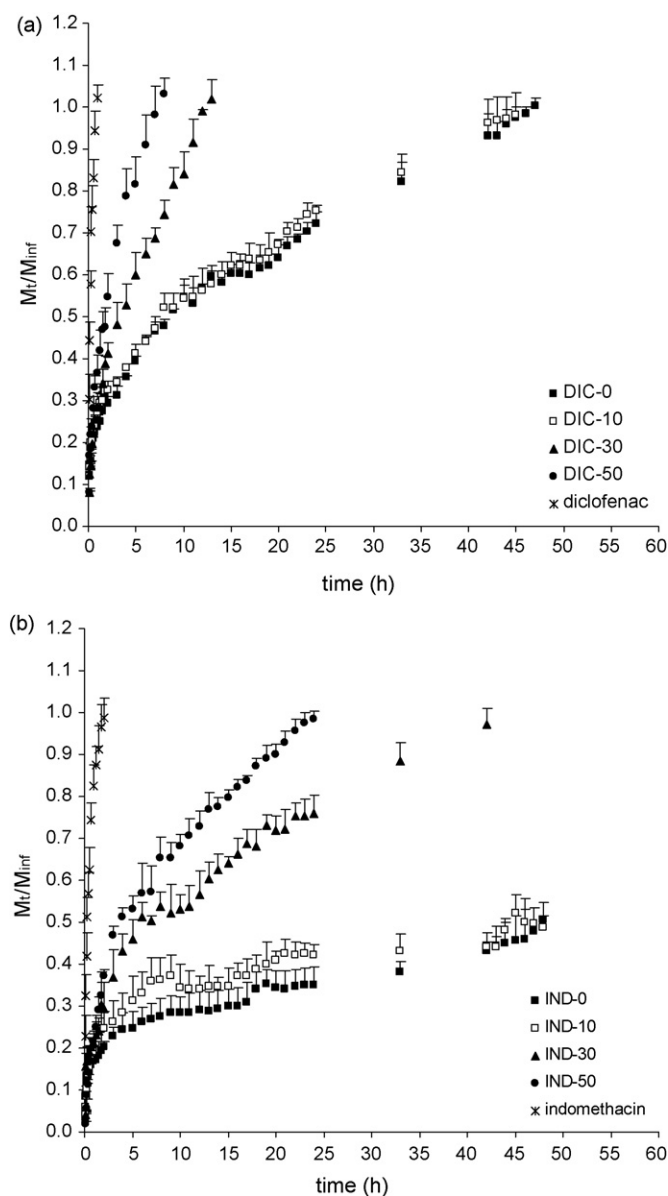 (a)
1.2
1.1
1.0
0.9
0.8
0.7
0.6
0.5
0.4
0.3
0.2
0.1
0.0
Mt/Minf
DIC-0
DIC-10
DIC-30
DIC-50
diclofenac
0 5 10 15 20 25 30 35 40 45 50 55 60
time (h)
(b)
1.2
1.1
1.0
0.9
0.8
0.7
0.6
0.5
0.4
0.3
0.2
0.1
0.0
Mt/Minf
IND-0
IND-10
IND-30
IND-50
indomethacin
0 5 10 15 20 25 30 35 40 45 50 55 60
time (h)